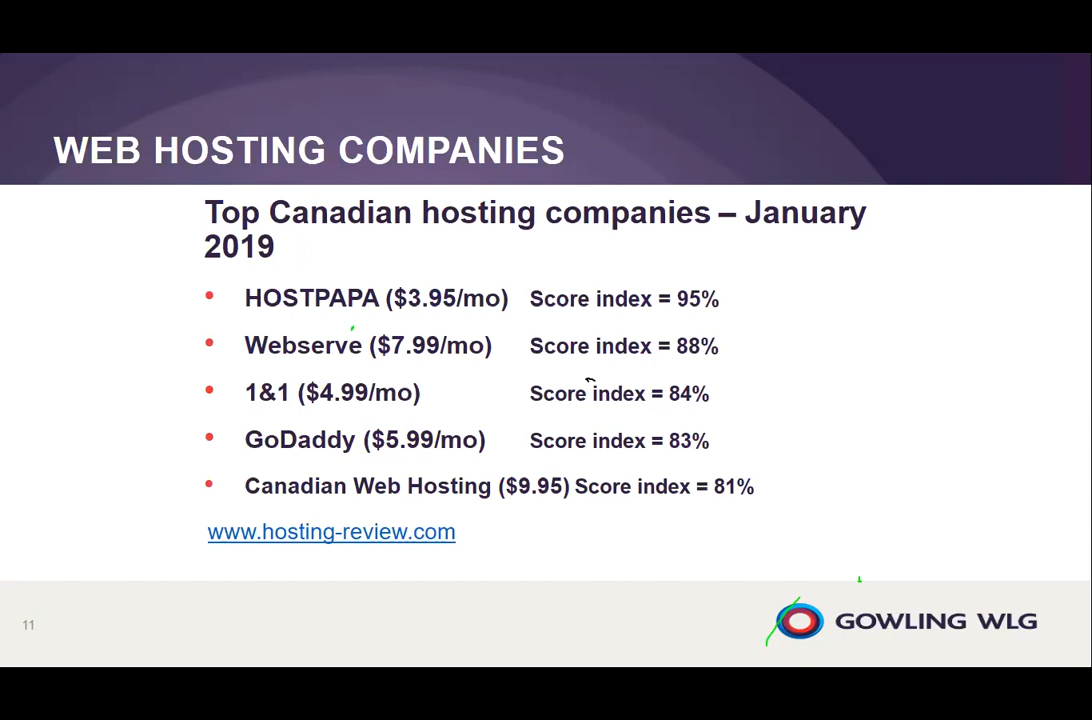 WEB HOSTING COMPANIES
Top Canadian hosting companies – January
2019
• HOSTPAPA ($3.95/mo) Score index = 95%
• Webserve ($7.99/mo) Score index = 88%
• 1&1 ($4.99/mo) Score index = 84%
• GoDaddy ($5.99/mo) Score index = 83%
• Canadian Web Hosting ($9.95) Score index = 81%
www.hosting-review.com
11
GOWLING WLG